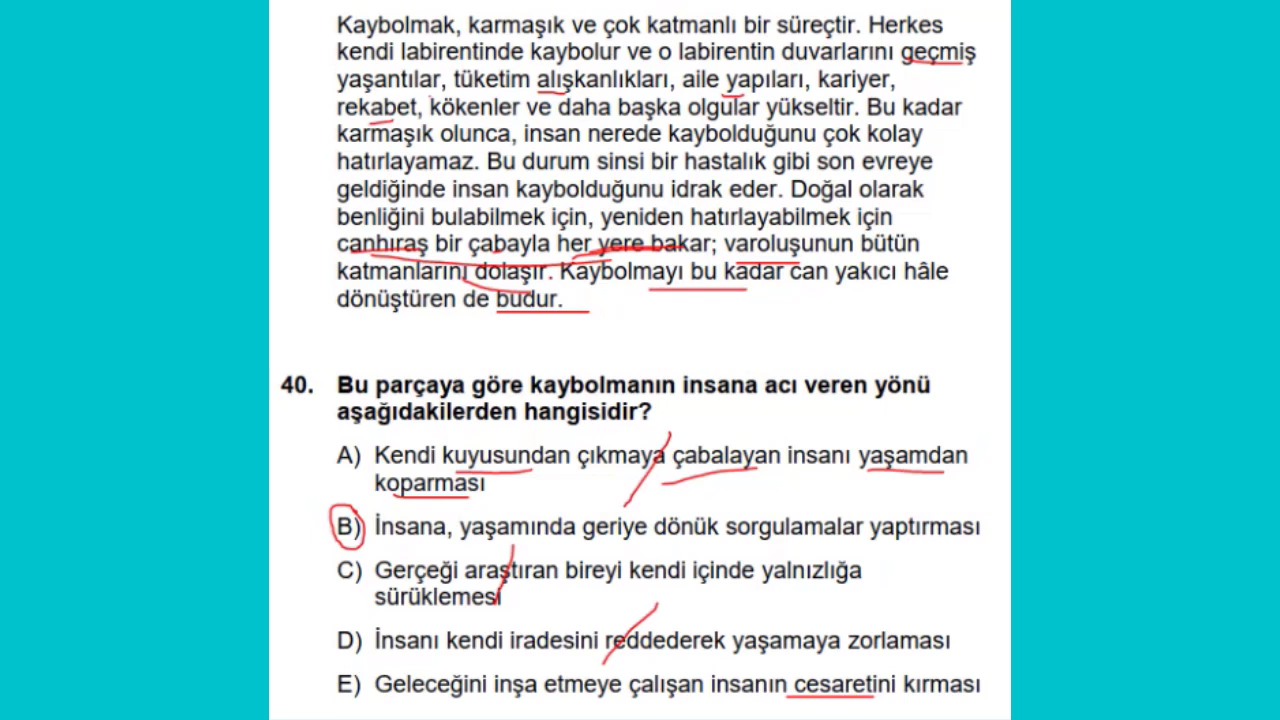 Kaybolmak, karmaşık ve çok katmanlı bir süreçtir. Herkes
kendi labirentinde kaybolur ve o labirentin duvarlarını geçmiş
yaşantılar, tüketim alışkanlıkları, aile yapıları, kariyer,
rekabet, kökenler ve daha başka olgular yükseltir. Bu kadar
karmaşık olunca, insan nerede kaybolduğunu çok kolay
hatırlayamaz. Bu durum sinsi bir hastalık gibi son evreye
geldiğinde insan kaybolduğunu idrak eder. Doğal olarak
benliğini bulabilmek için, yeniden hatırlayabilmek için
canhıraş bir çabayla her yere bakar; varoluşunun bütün
katmanlarını dolaşır. Kaybolmayı bu kadar can yakıcı hâle
dönüştüren de budur.
40. Bu parçaya göre kaybolmanın insana acı veren yönü
aşağıdakilerden hangisidir?
A) Kendi kuyusundan çıkmaya çabalayan insanı yaşamdan
koparması
B) İnsana, yaşamında geriye dönük sorgulamalar yaptırması
C) Gerçeği araştıran bireyi kendi içinde yalnızlığa
sürüklemesi
D) İnsanı kendi iradesini reddederek yaşamaya zorlaması
E) Geleceğini inşa etmeye çalışan insanın cesaretini kırması